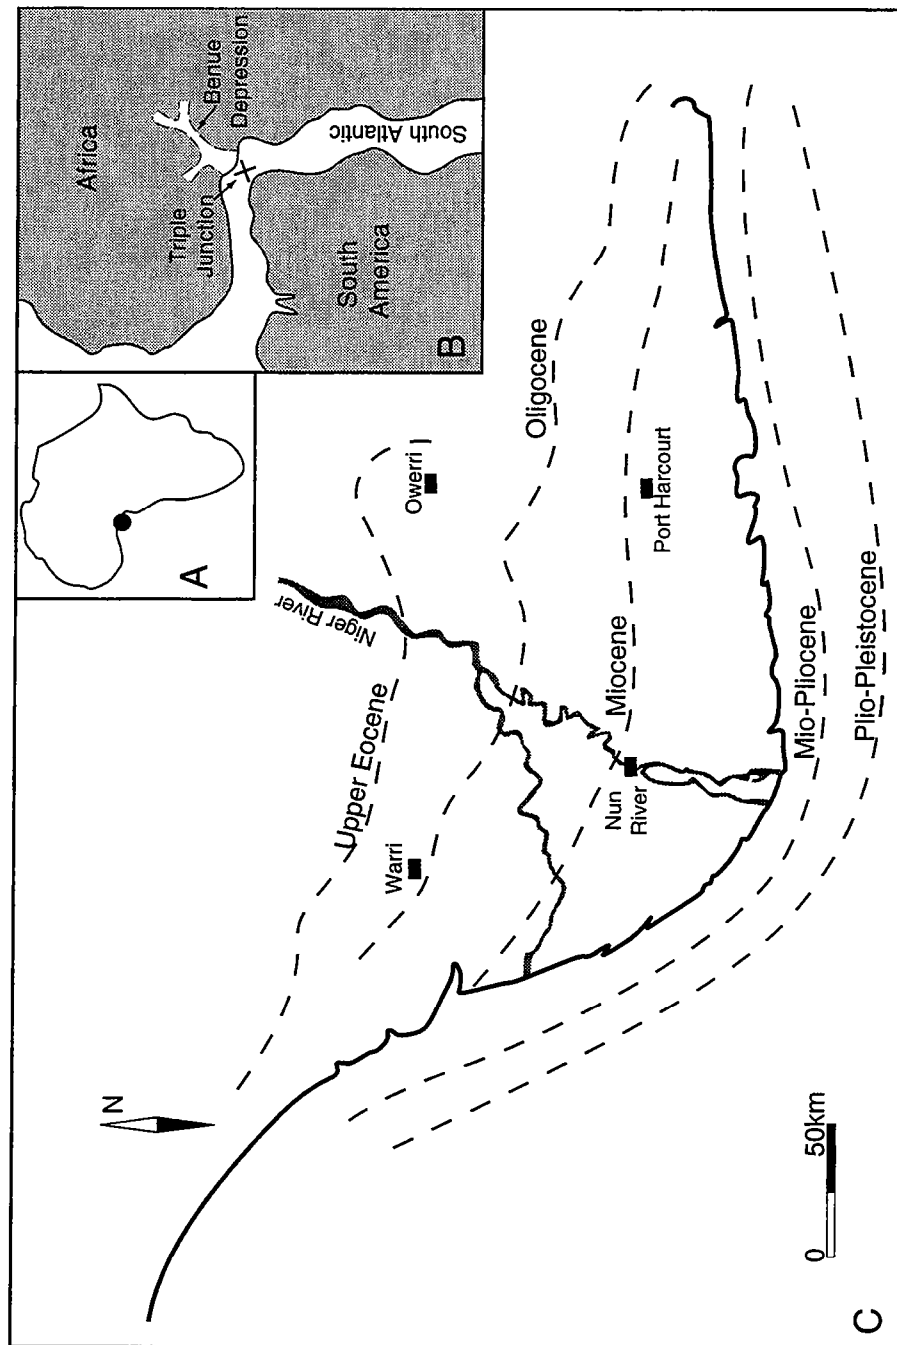 A
B
Africa
Benue
Depression
Triple
Junction
South
America
South Atlantic
N
Niger River
Upper Eocene
Owerri
Warri
Oligocene
Miocene
Port Harcourt
Nun
River
Mio-Pliocene
Plio-Pleistocene
0 50km
C